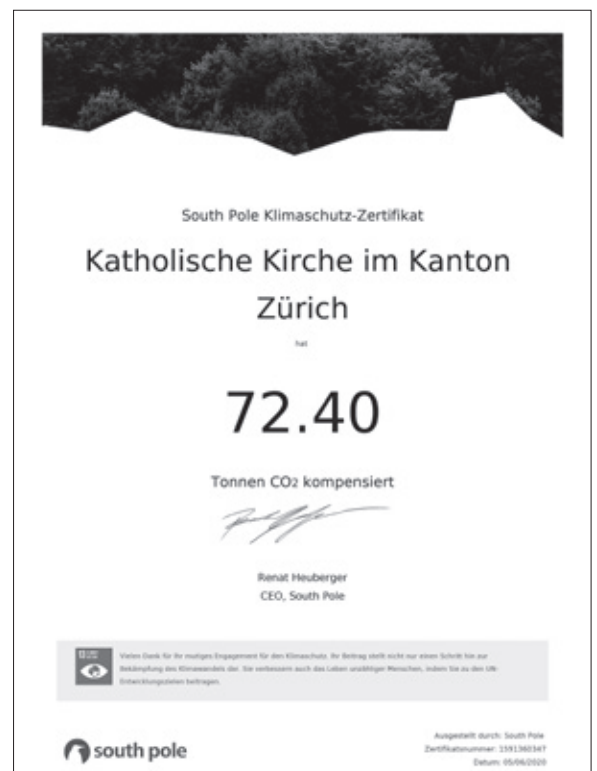 South Pole Klimaschutz-Zertifikat
Katholische Kirche im Kanton
Zürich
hat
72.40
Tonnen CO2 kompensiert
Renat Heuberger
CEO, South Pole
Vielen Dank für Ihr mutiges Engagement für den Klimaschutz. Ihr Beitrag stellt nicht nur einen Schritt hin zur
Bekämpfung des Klimawandels dar. Sie verbessern auch das Leben unzähliger Menschen, indem Sie zu den UN-
Entwicklungszielen beitragen.
south pole
Ausgestellt durch: South Pole
Zertifikatsnummer: 1591360347
Datum: 05/06/2020